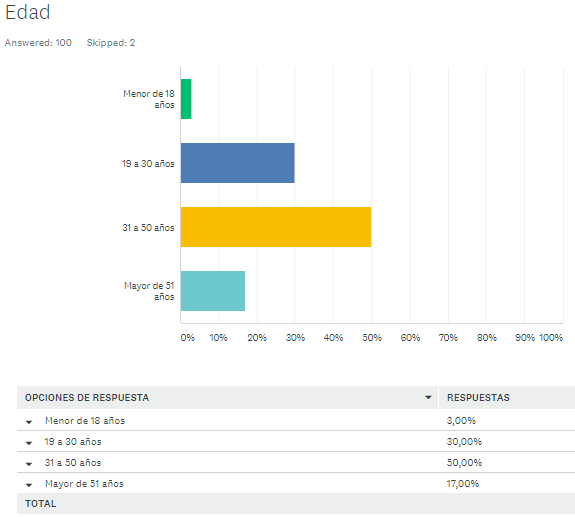 Edad
Answered: 100 Skipped: 2
Menor de 18
años
19 a 30 años
31 a 50 años
Mayor de 51
años
0% 10% 20% 30% 40% 50% 60% 70% 80% 90% 100%
OPCIONES DE RESPUESTA RESPUESTAS
Menor de 18 años 3,00%
19 a 30 años 30,00%
31 a 50 años 50,00%
Mayor de 51 años 17,00%
TOTAL